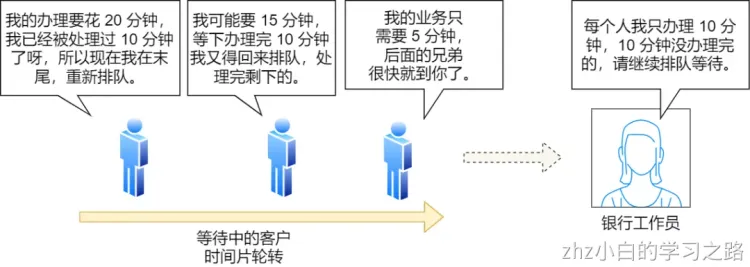 我的办理要花 20 分钟，
我已经被处理过 10 分钟
了呀，所以现在我在末
尾，重新排队。
我可能要 15 分钟，
等下办理完 10 分钟
我又得回来排队，处
理完剩下的。
我的业务只
需要 5 分钟，
后面的兄弟
很快就到你了。
每个人我只办理 10 分
钟，10 分钟没办理完
的，请继续排队等待。
等待中的客户
时间片轮转
银行工作员
zhz小白的学习之路